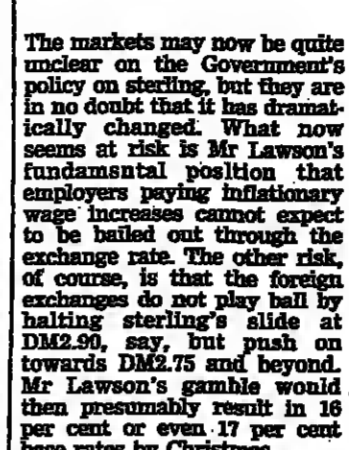 The markets may now be quite
unclear on the Government's
policy on sterling, but they are
in no doubt that it has dramat-
ically changed. What now
seems at risk is Mr Lawson's
fundamsntal position that
employers paying inflationary
wage increases cannot expect
to be bailed out through the
exchange rate. The other risk,
of course, is that the foreign
exchanges do not play ball by
halting sterling's slide at
DM2.90, say, but push on
towards DM2.75 and beyond.
Mr Lawson's gamble would
then presumably result in 16
per cent or even 17 per cent
base rates by Christmas